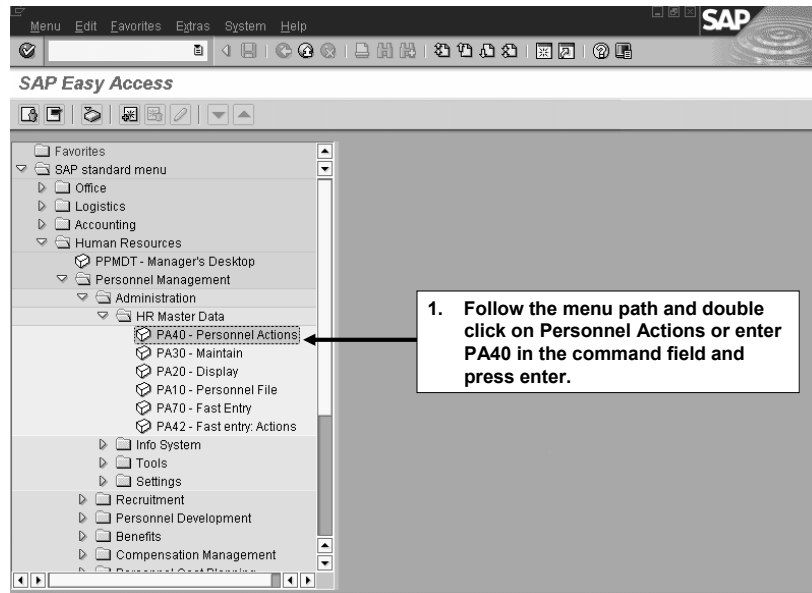 Menu Edit Favorites Extras System Help
SAP
SAP Easy Access
Favorites
SAP standard menu
Office
Logistics
Accounting
Human Resources
PPMDT - Manager's Desktop
Personnel Management
Administration
HR Master Data
PA40 - Personnel Actions
PA30 - Maintain
PA20 - Display
PA10 - Personnel File
PA70 - Fast Entry
PA42 - Fast entry: Actions
Info System
Tools
Settings
Recruitment
Personnel Development
Benefits
Compensation Management
Personnel Cost Planning
1. Follow the menu path and double
click on Personnel Actions or enter
PA40 in the command field and
press enter.